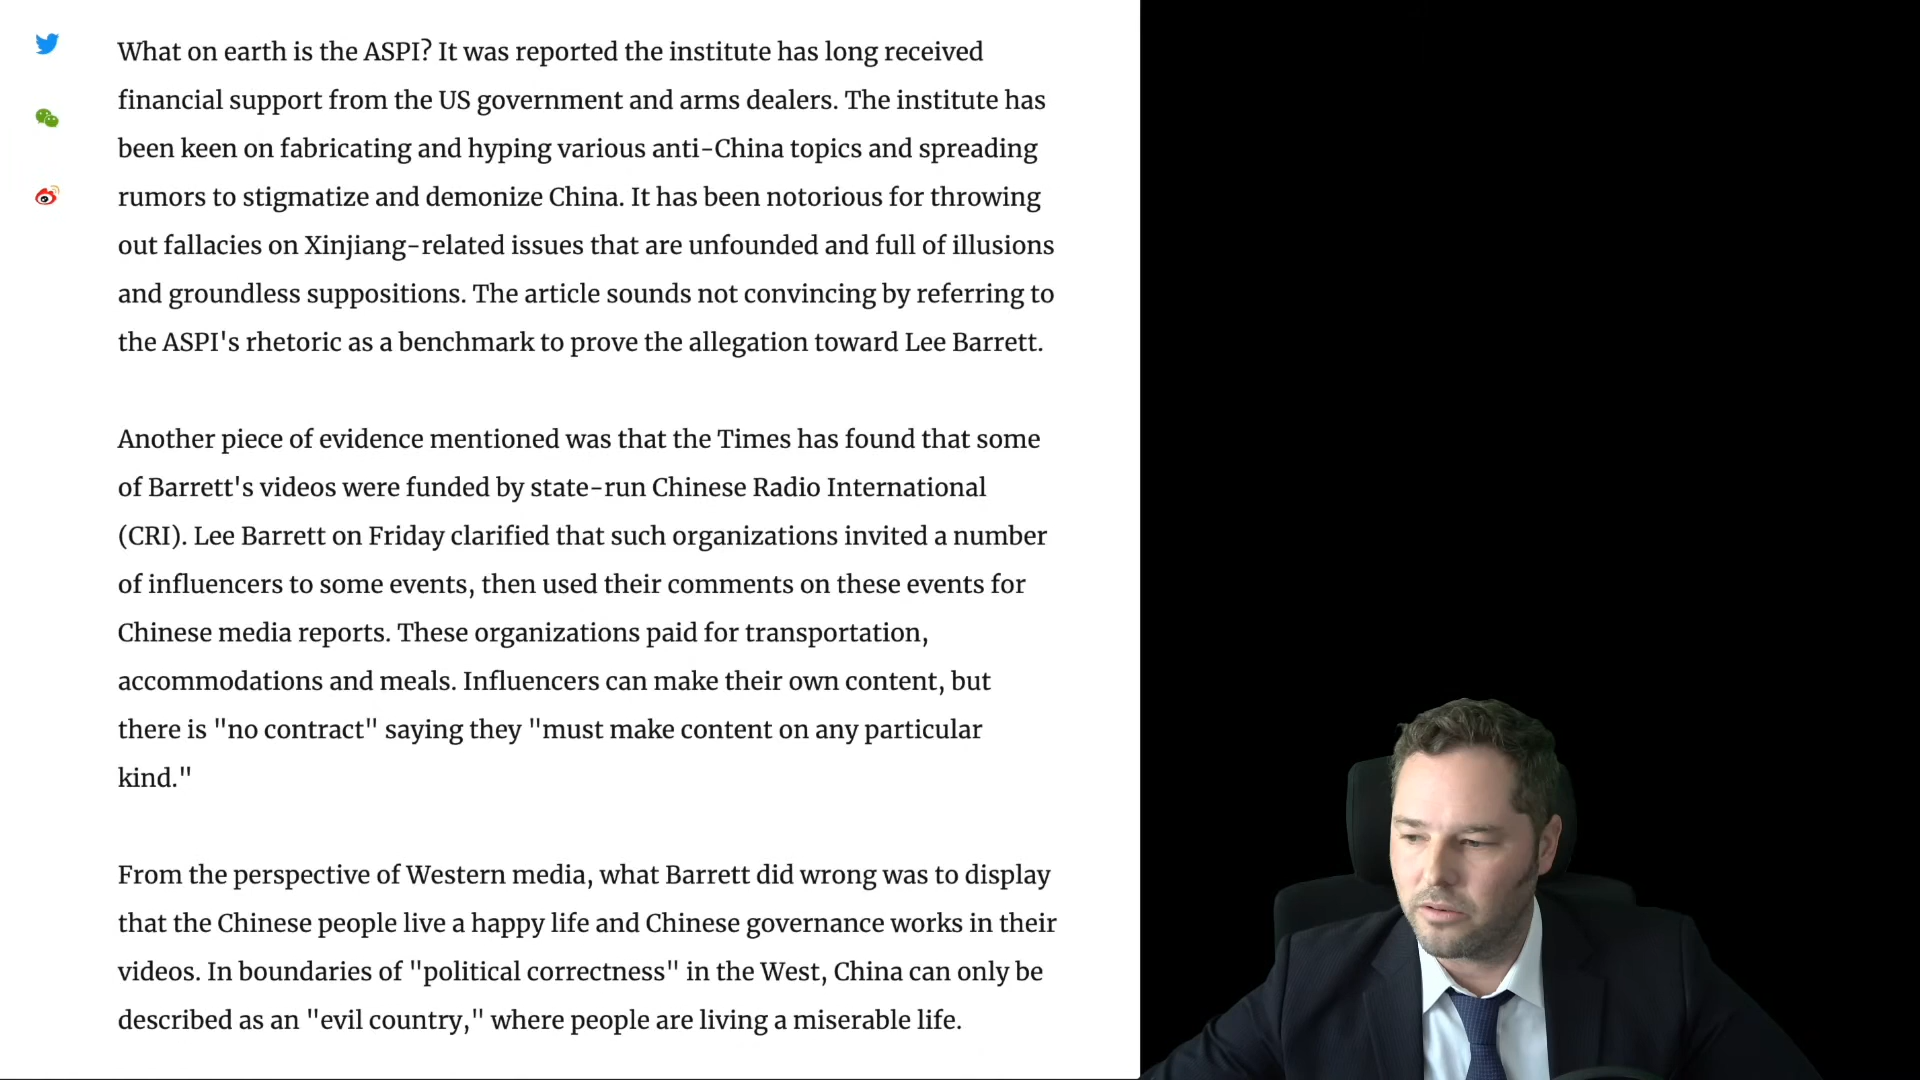 What on earth is the ASPI? It was reported the institute has long received
financial support from the US government and arms dealers. The institute has
been keen on fabricating and hyping various anti-China topics and spreading
rumors to stigmatize and demonize China. It has been notorious for throwing
out fallacies on Xinjiang-related issues that are unfounded and full of illusions
and groundless suppositions. The article sounds not convincing by referring to
the ASPI's rhetoric as a benchmark to prove the allegation toward Lee Barrett.
Another piece of evidence mentioned was that the Times has found that some
of Barrett's videos were funded by state-run Chinese Radio International
(CRI). Lee Barrett on Friday clarified that such organizations invited a number
of influencers to some events, then used their comments on these events for
Chinese media reports. These organizations paid for transportation,
accommodations and meals. Influencers can make their own content, but
there is "no contract" saying they "must make content on any particular
kind."
From the perspective of Western media, what Barrett did wrong was to display
that the Chinese people live a happy life and Chinese governance works in their
videos. In boundaries of "political correctness" in the West, China can only be
described as an "evil country," where people are living a miserable life.